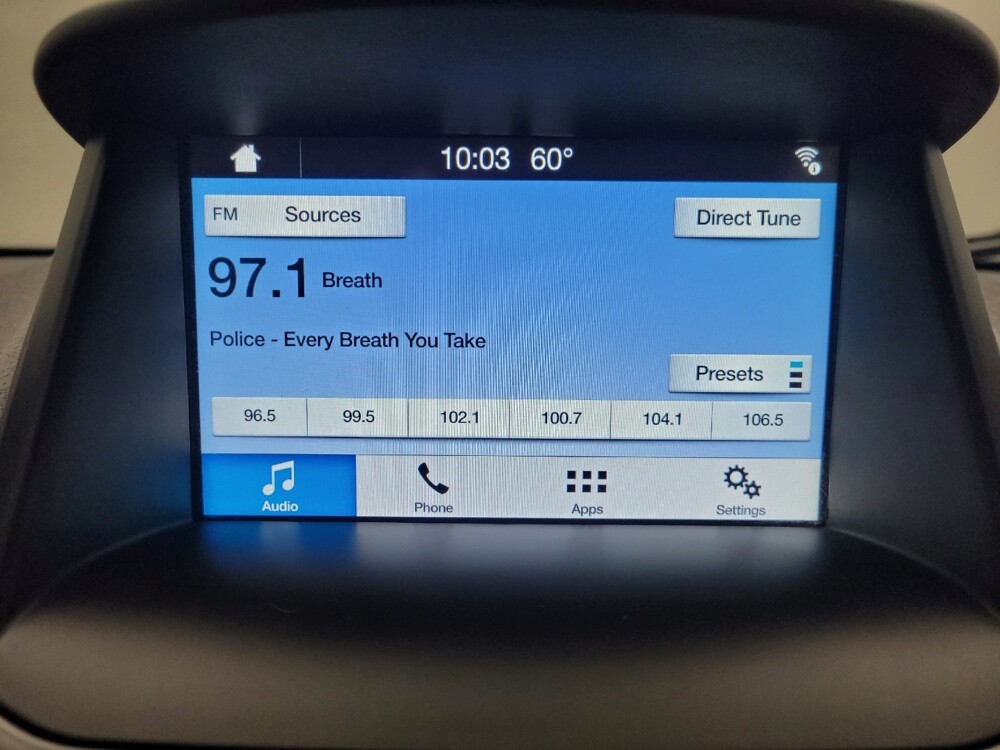 10:03 60°
FM Sources Direct Tune
97.1 Breath
Police - Every Breath You Take
Presets
96.5 99.5 102.1 100.7 104.1 106.5
Audio Phone Apps Settings